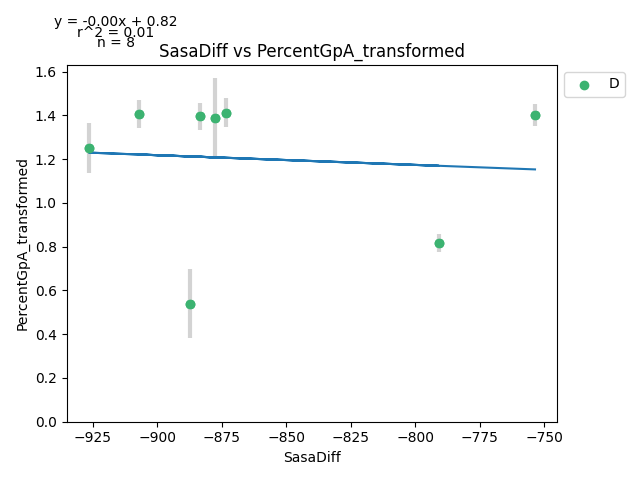 y = -0.00x + 0.82
r^2 = 0.01
n = 8
SasaDiff vs PercentGpA_transformed
D
PercentGpA_transformed
1.6
1.4
1.2
1.0
0.8
0.6
0.4
0.2
0.0
−925 −900 −875 −850 −825 −800 −775 −750
SasaDiff